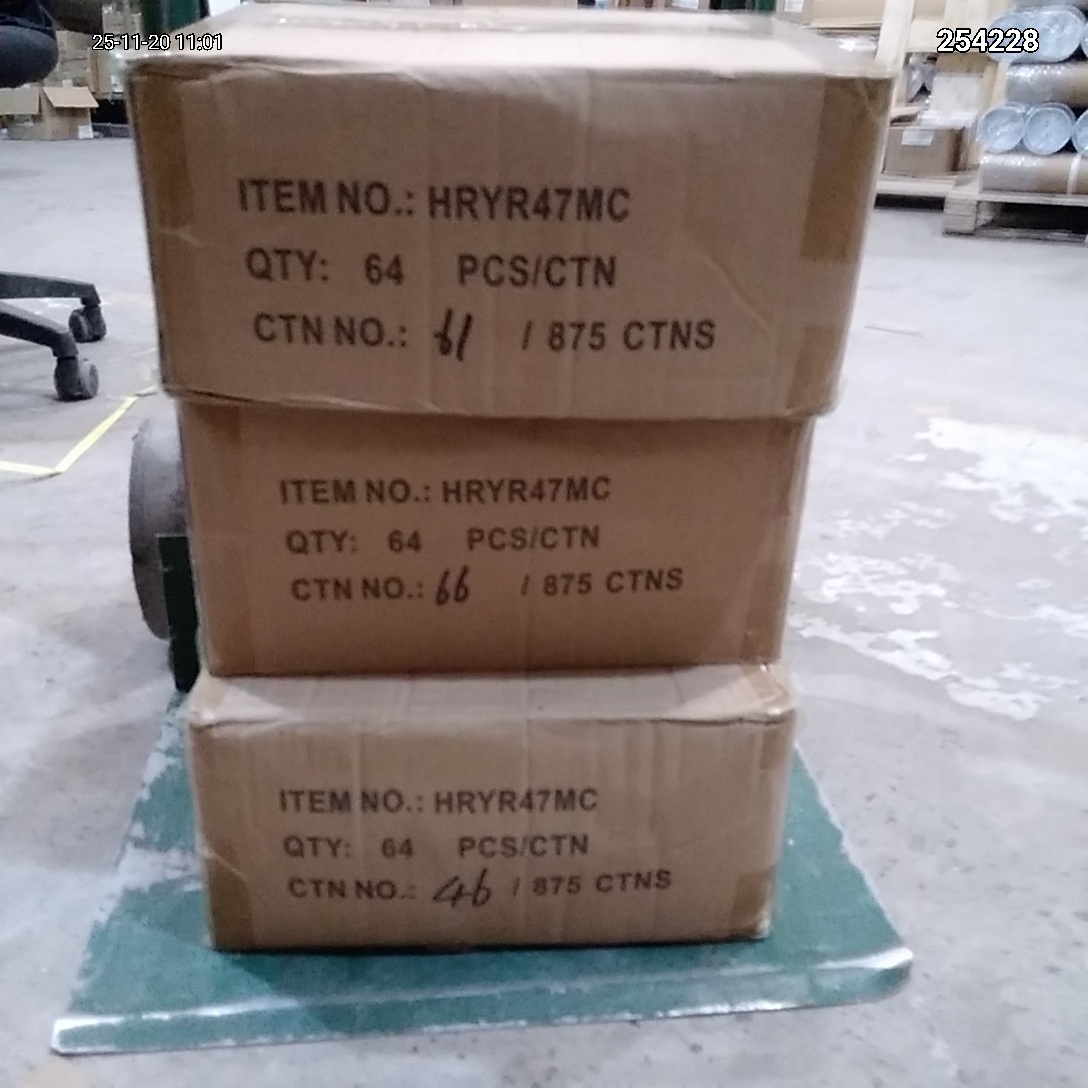 25-11-20 11:01
254228
ITEM NO.: HRYR47MC
QTY: 64 PCS/CTN
CTN NO.: 61 / 875 CTNS
ITEM NO.: HRYR47MC
QTY: 64 PCS/CTN
CTN NO.: 66 / 875 CTNS
ITEM NO.: HRYR47MC
QTY: 64 PCS/CTN
CTN NO.: 46 / 875 CTNS